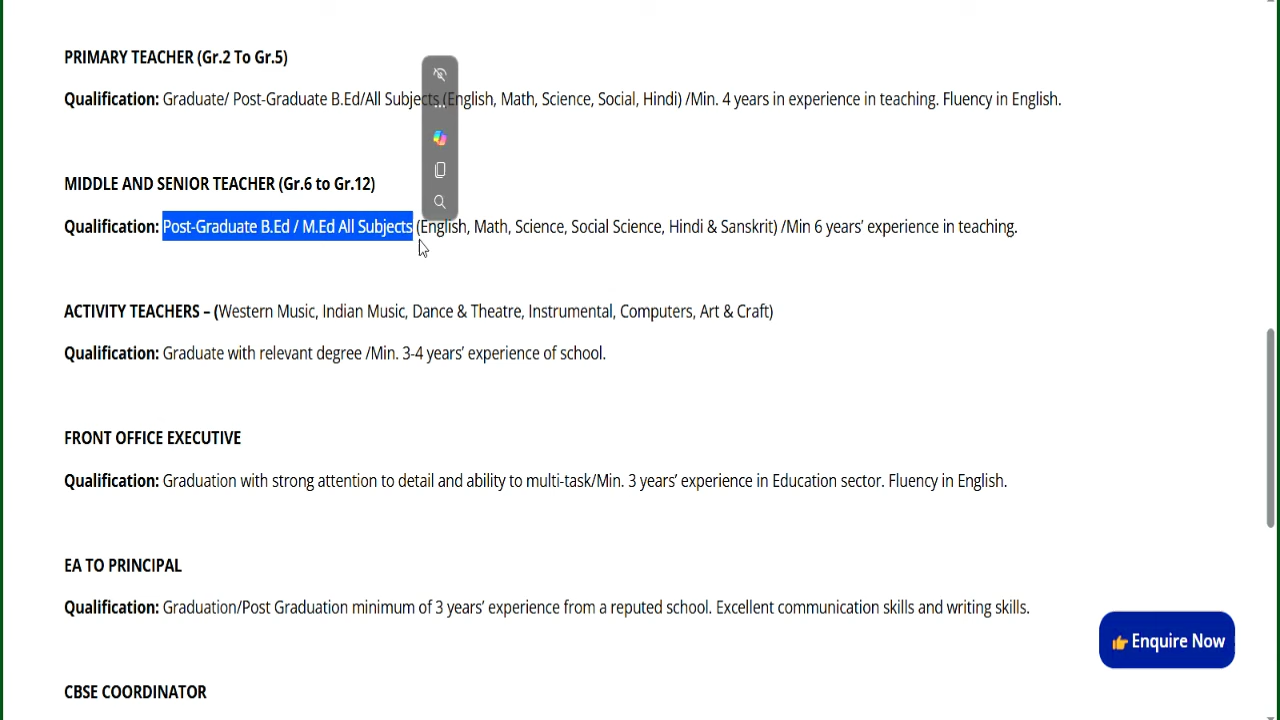 PRIMARY TEACHER (Gr.2 To Gr.5)
Qualification: Graduate/ Post-Graduate B.Ed/All Subjects (English, Math, Science, Social, Hindi) /Min. 4 years in experience in teaching. Fluency in English.
MIDDLE AND SENIOR TEACHER (Gr.6 to Gr.12)
Qualification: Post-Graduate B.Ed / M.Ed All Subjects (English, Math, Science, Social Science, Hindi & Sanskrit) /Min 6 years’ experience in teaching.
ACTIVITY TEACHERS – (Western Music, Indian Music, Dance & Theatre, Instrumental, Computers, Art & Craft)
Qualification: Graduate with relevant degree /Min. 3-4 years’ experience of school.
FRONT OFFICE EXECUTIVE
Qualification: Graduation with strong attention to detail and ability to multi-task/Min. 3 years’ experience in Education sector. Fluency in English.
EA TO PRINCIPAL
Qualification: Graduation/Post Graduation minimum of 3 years’ experience from a reputed school. Excellent communication skills and writing skills.
👉 Enquire Now
CBSE COORDINATOR